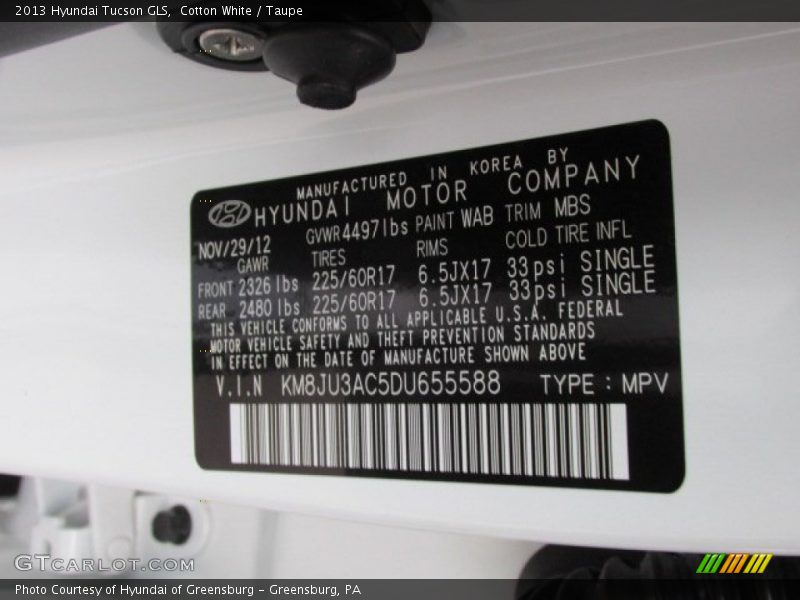 2013 Hyundai Tucson GLS,  Cotton White / Taupe
MANUFACTURED IN KOREA BY
HYUNDAI MOTOR COMPANY
NOV/29/12 GVWR 4497lbs PAINT WAB TRIM MBS
GAWR TIRES RIMS COLD TIRE INFL
FRONT 2326 lbs 225/60R17 6.5JX17 33psi SINGLE
REAR 2480 lbs 225/60R17 6.5JX17 33psi SINGLE
THIS VEHICLE CONFORMS TO ALL APPLICABLE U.S.A. FEDERAL
MOTOR VEHICLE SAFETY AND THEFT PREVENTION STANDARDS
IN EFFECT ON THE DATE OF MANUFACTURE SHOWN ABOVE
V.I.N KM8JU3AC5DU655588 TYPE : MPV
GTCARLOT.COM
Photo Courtesy of Hyundai of Greensburg - Greensburg, PA